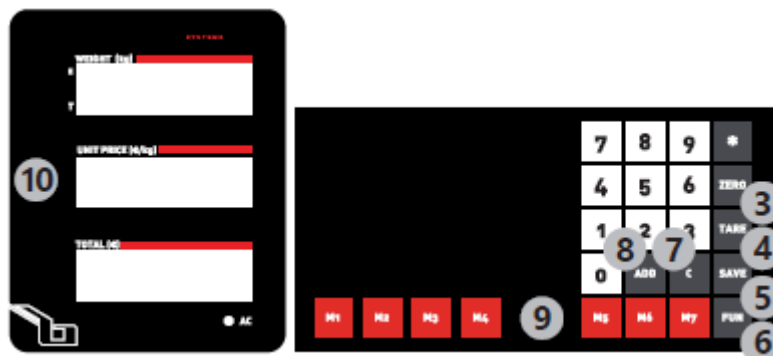 SYSTEMS
WEIGHT (kg)
T
UNIT PRICE (€/kg)
10
TOTAL (€)
AC
7 8 9 *
4 5 6 ZERO
3
1 2 3 TARE
8 7 4
0 ADD C SAVE
5
M1 M2 M3 M4 9 M5 M6 M7 FUN
6